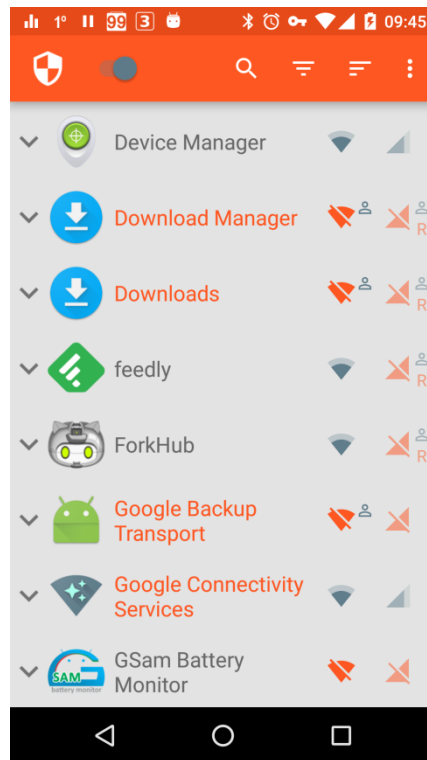 1° 99 3 09:45
Device Manager
Download Manager
R
Downloads
R
feedly
R
ForkHub
R
Google Backup
Transport
Google Connectivity
Services
SAM
battery monitor
GSam Battery
Monitor